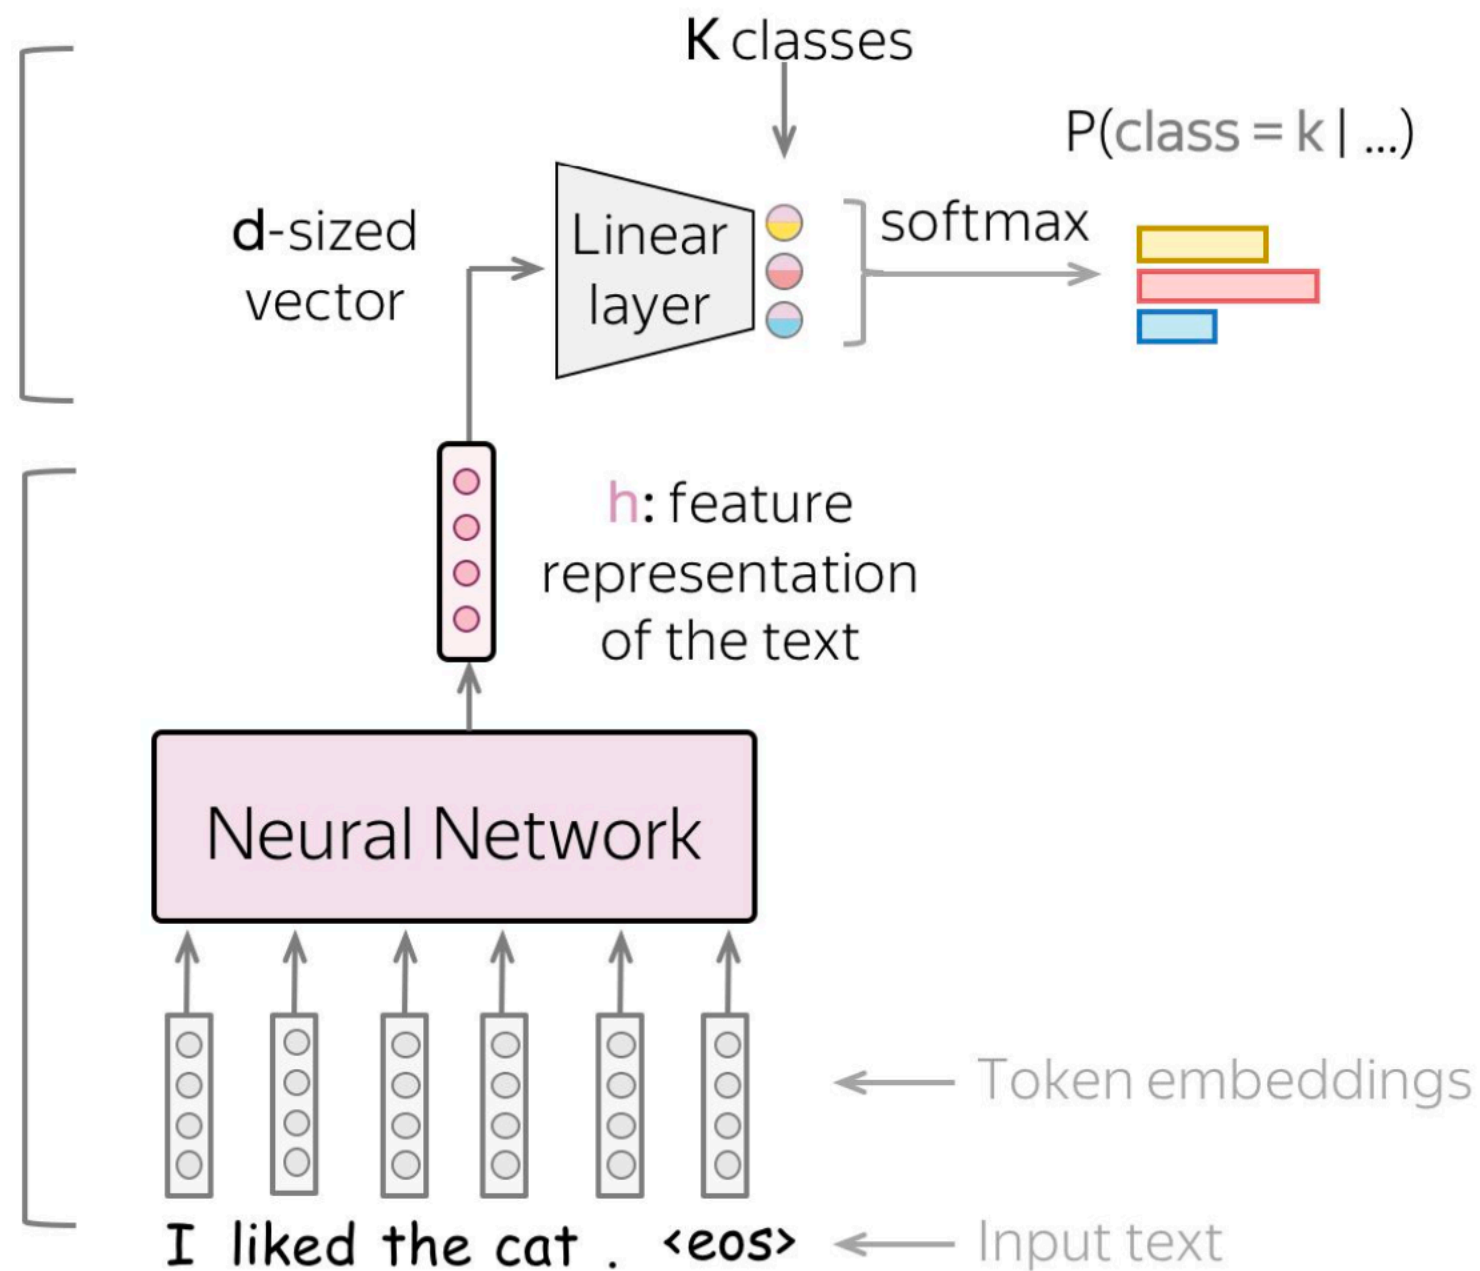 K classes
P(class = k | ...)
d-sized
vector
Linear
layer
softmax
h: feature
representation
of the text
Neural Network
Token embeddings
I liked the cat . <eos>
Input text